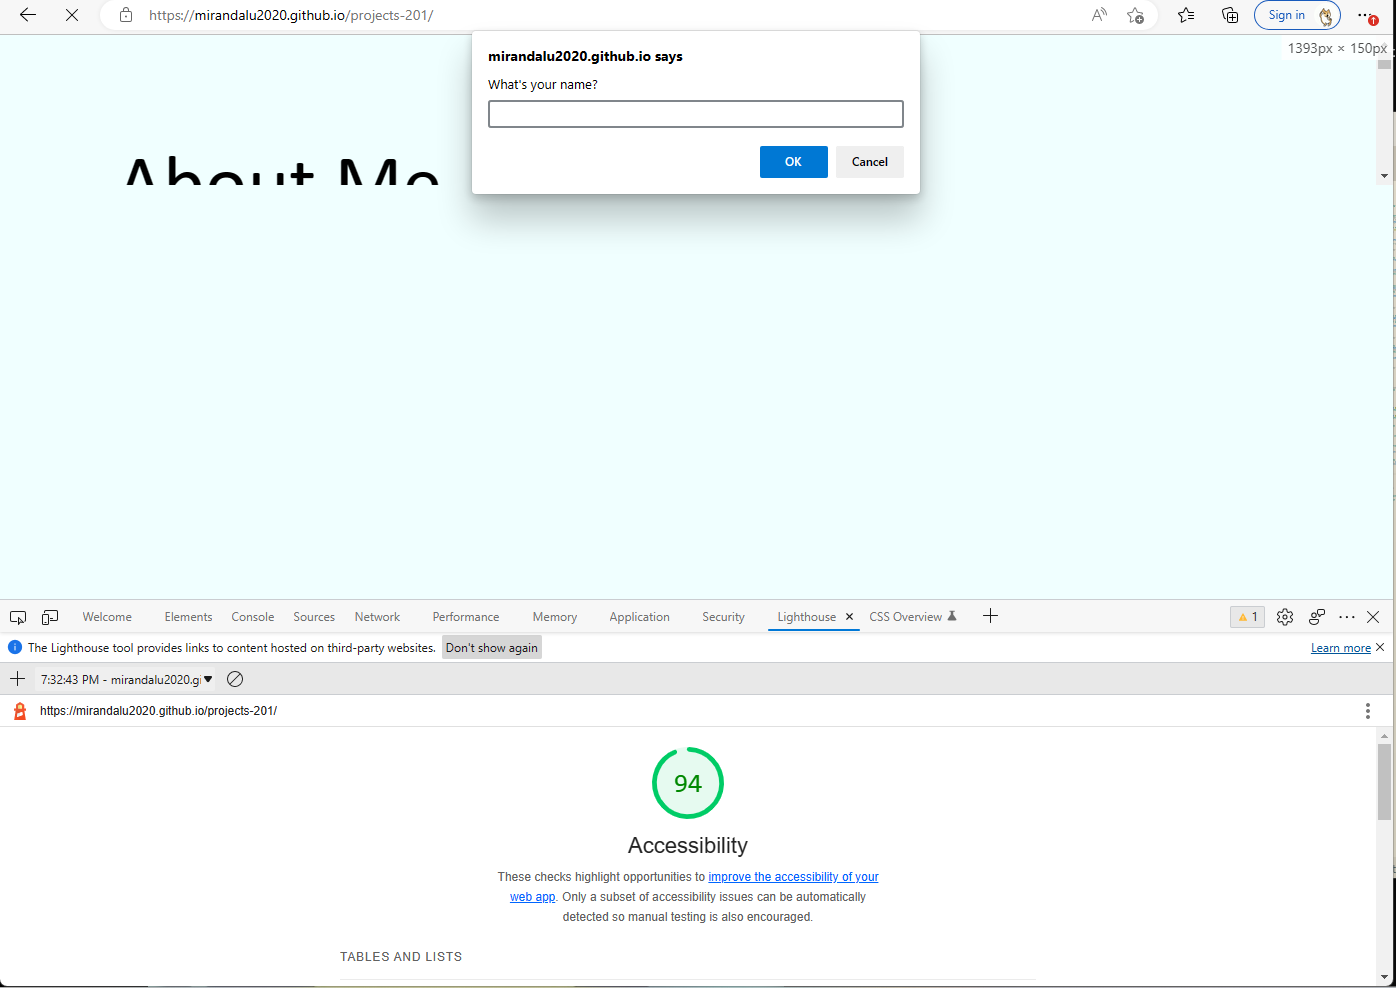 https://mirandalu2020.github.io/projects-201/
Sign in
mirandalu2020.github.io says
What's your name?
OK
Cancel
1393px × 150px
About Me
Welcome
Elements
Console
Sources
Network
Performance
Memory
Application
Security
Lighthouse
CSS Overview
1
The Lighthouse tool provides links to content hosted on third-party websites.
Don't show again
Learn more
7:32:43 PM - mirandalu2020.gi
https://mirandalu2020.github.io/projects-201/
94
Accessibility
These checks highlight opportunities to improve the accessibility of your
web app. Only a subset of accessibility issues can be automatically
detected so manual testing is also encouraged.
TABLES AND LISTS